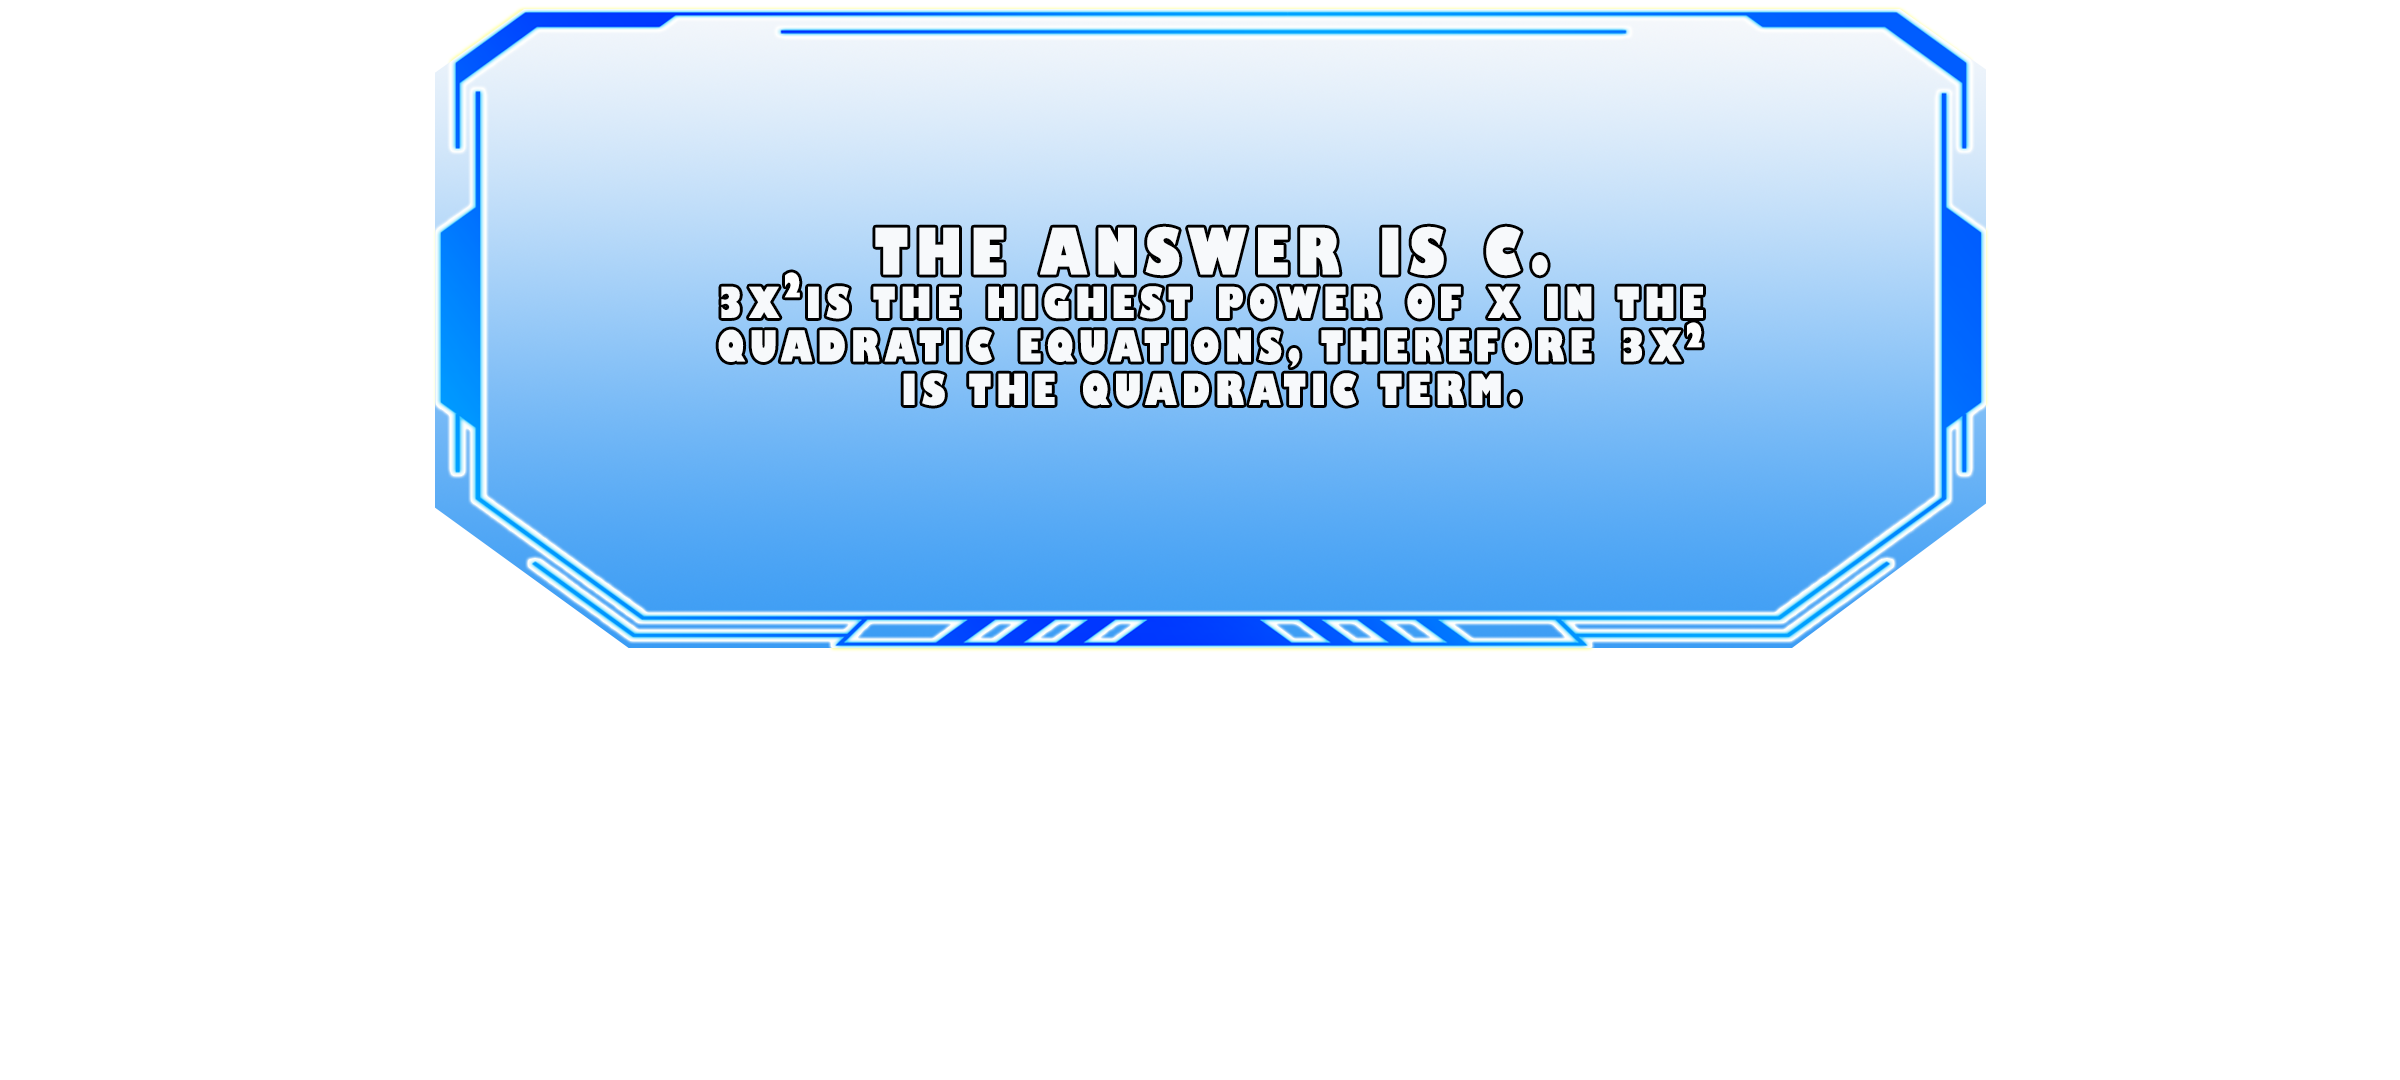 THE ANSWER IS C.
3X²IS THE HIGHEST POWER OF X IN THE
QUADRATIC EQUATIONS, THEREFORE 3X²
IS THE QUADRATIC TERM.